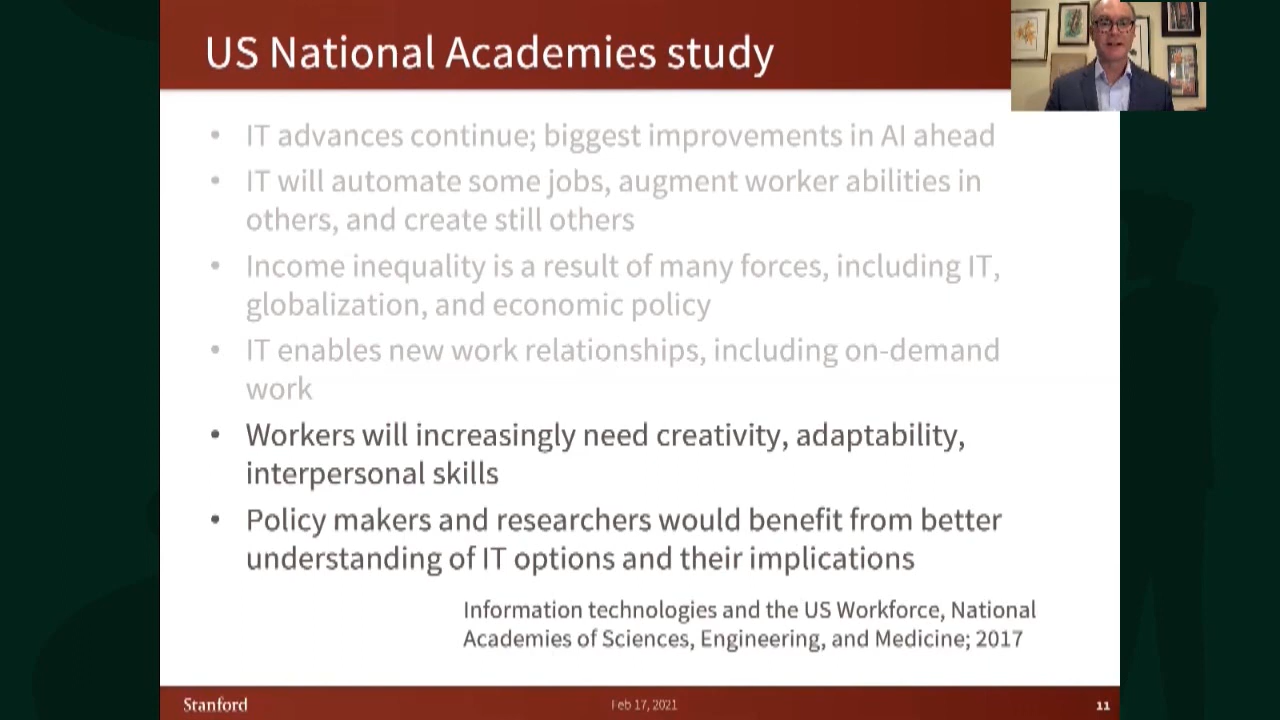 US National Academies study
• IT advances continue; biggest improvements in AI ahead
• IT will automate some jobs, augment worker abilities in
others, and create still others
• Income inequality is a result of many forces, including IT,
globalization, and economic policy
• IT enables new work relationships, including on-demand
work
• Workers will increasingly need creativity, adaptability,
interpersonal skills
• Policy makers and researchers would benefit from better
understanding of IT options and their implications
Information technologies and the US Workforce, National
Academies of Sciences, Engineering, and Medicine; 2017
Stanford
Feb 17, 2021
11